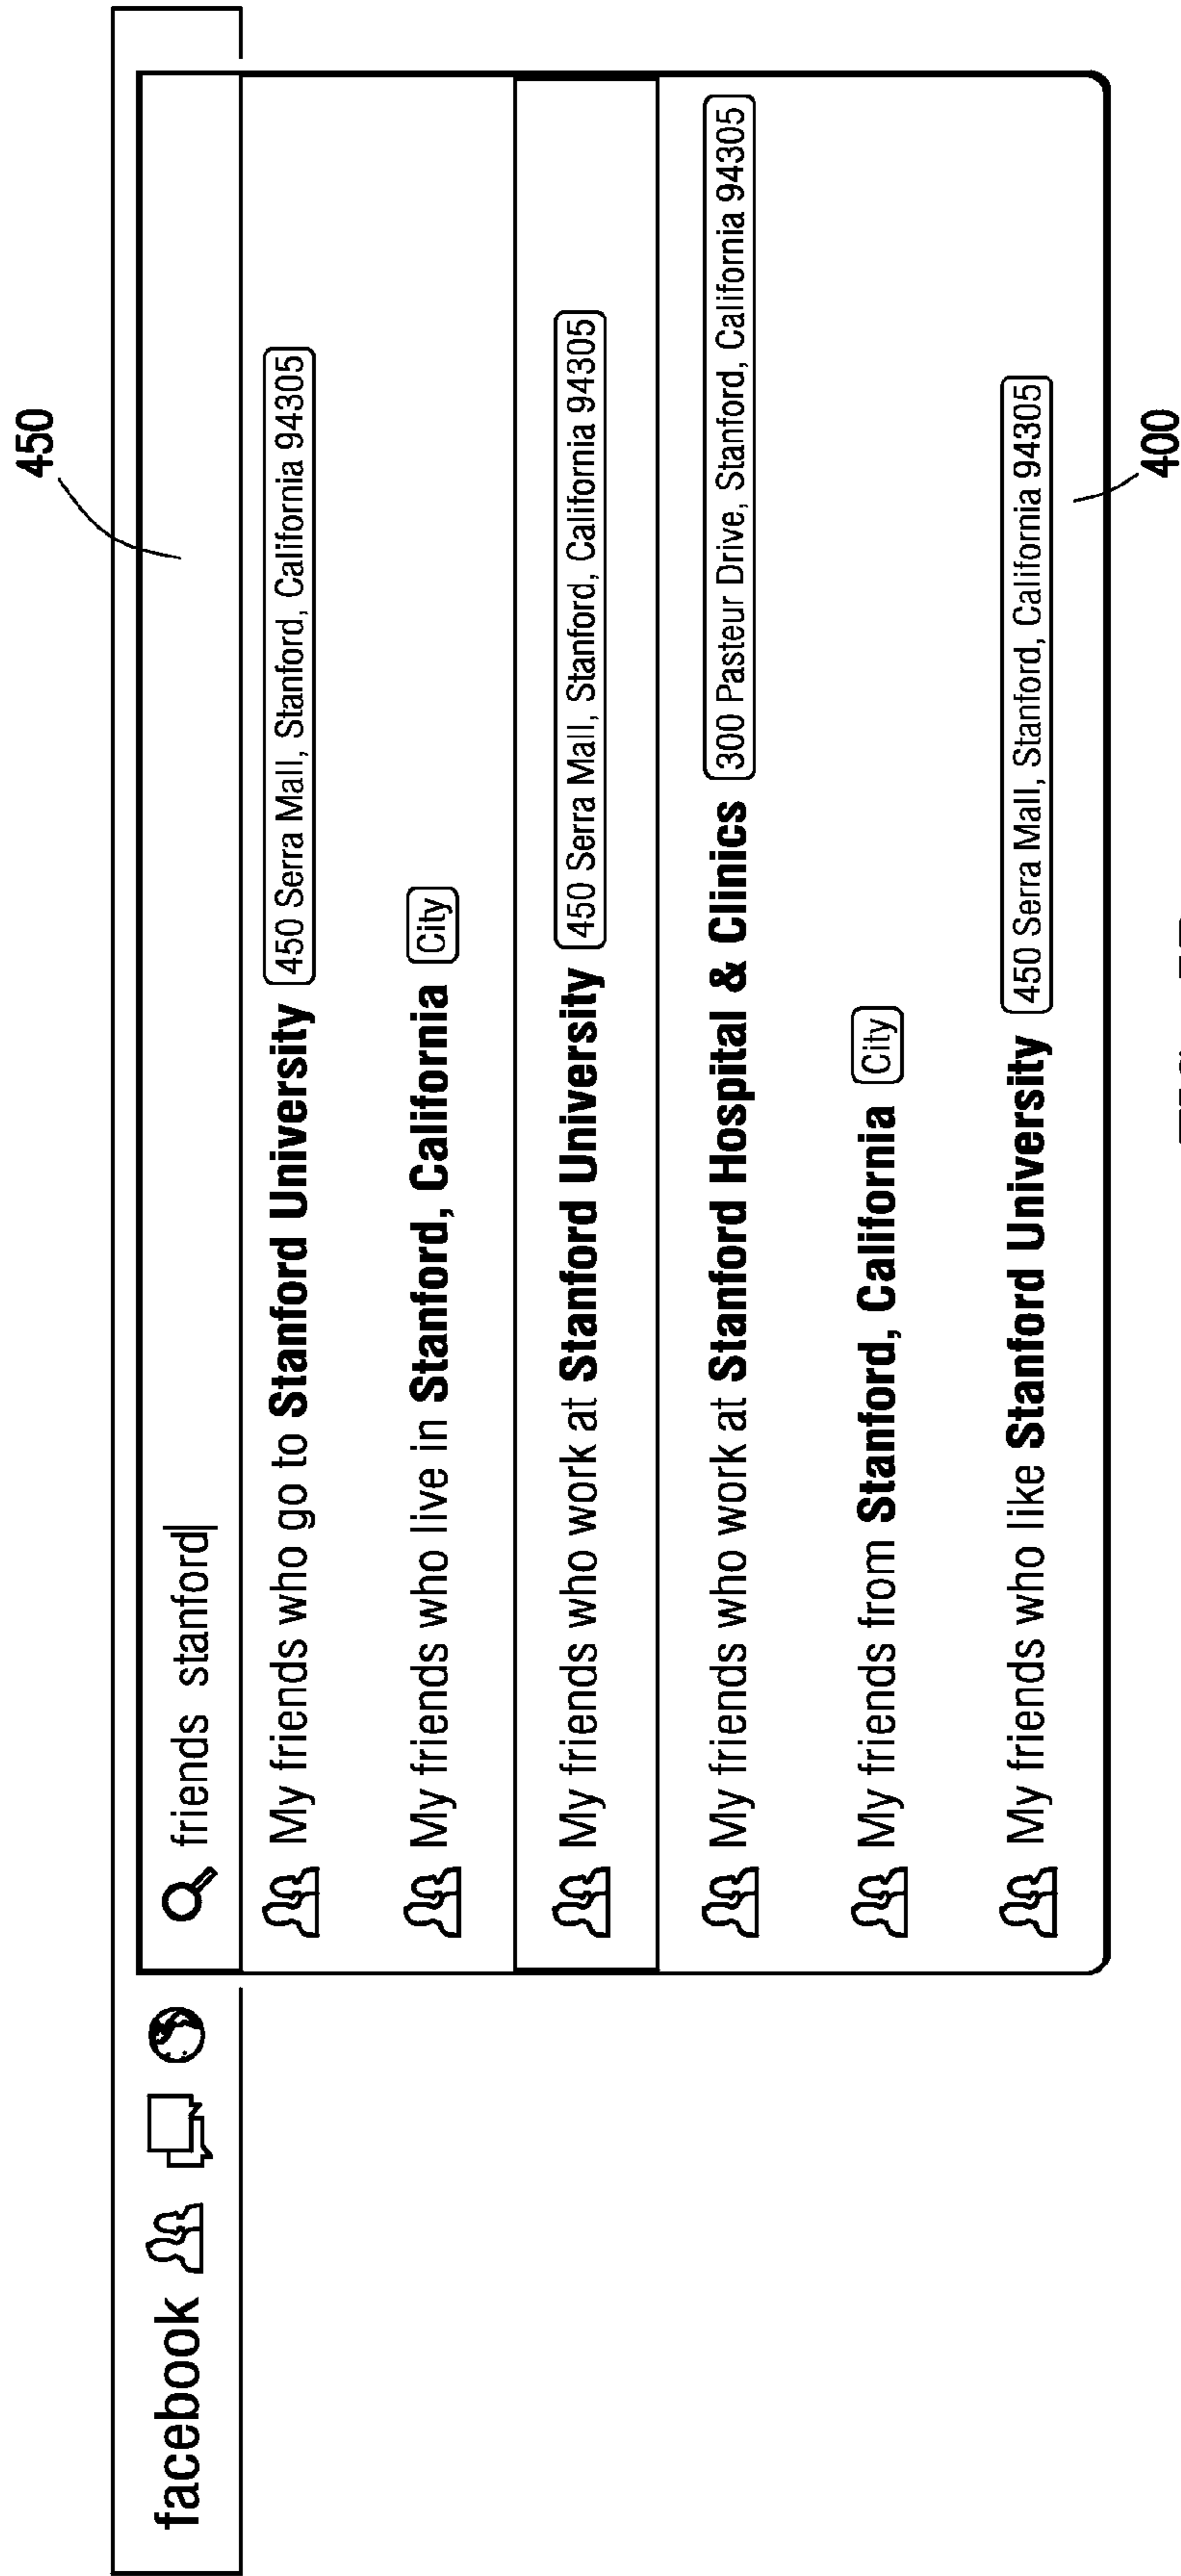 450
facebook
friends stanford
My friends who go to Stanford University 450 Serra Mall, Stanford, California 94305
My friends who live in Stanford, California City
My friends who work at Stanford University 450 Serra Mall, Stanford, California 94305
My friends who work at Stanford Hospital & Clinics 300 Pasteur Drive, Stanford, California 94305
My friends from Stanford, California City
My friends who like Stanford University 450 Serra Mall, Stanford, California 94305
400